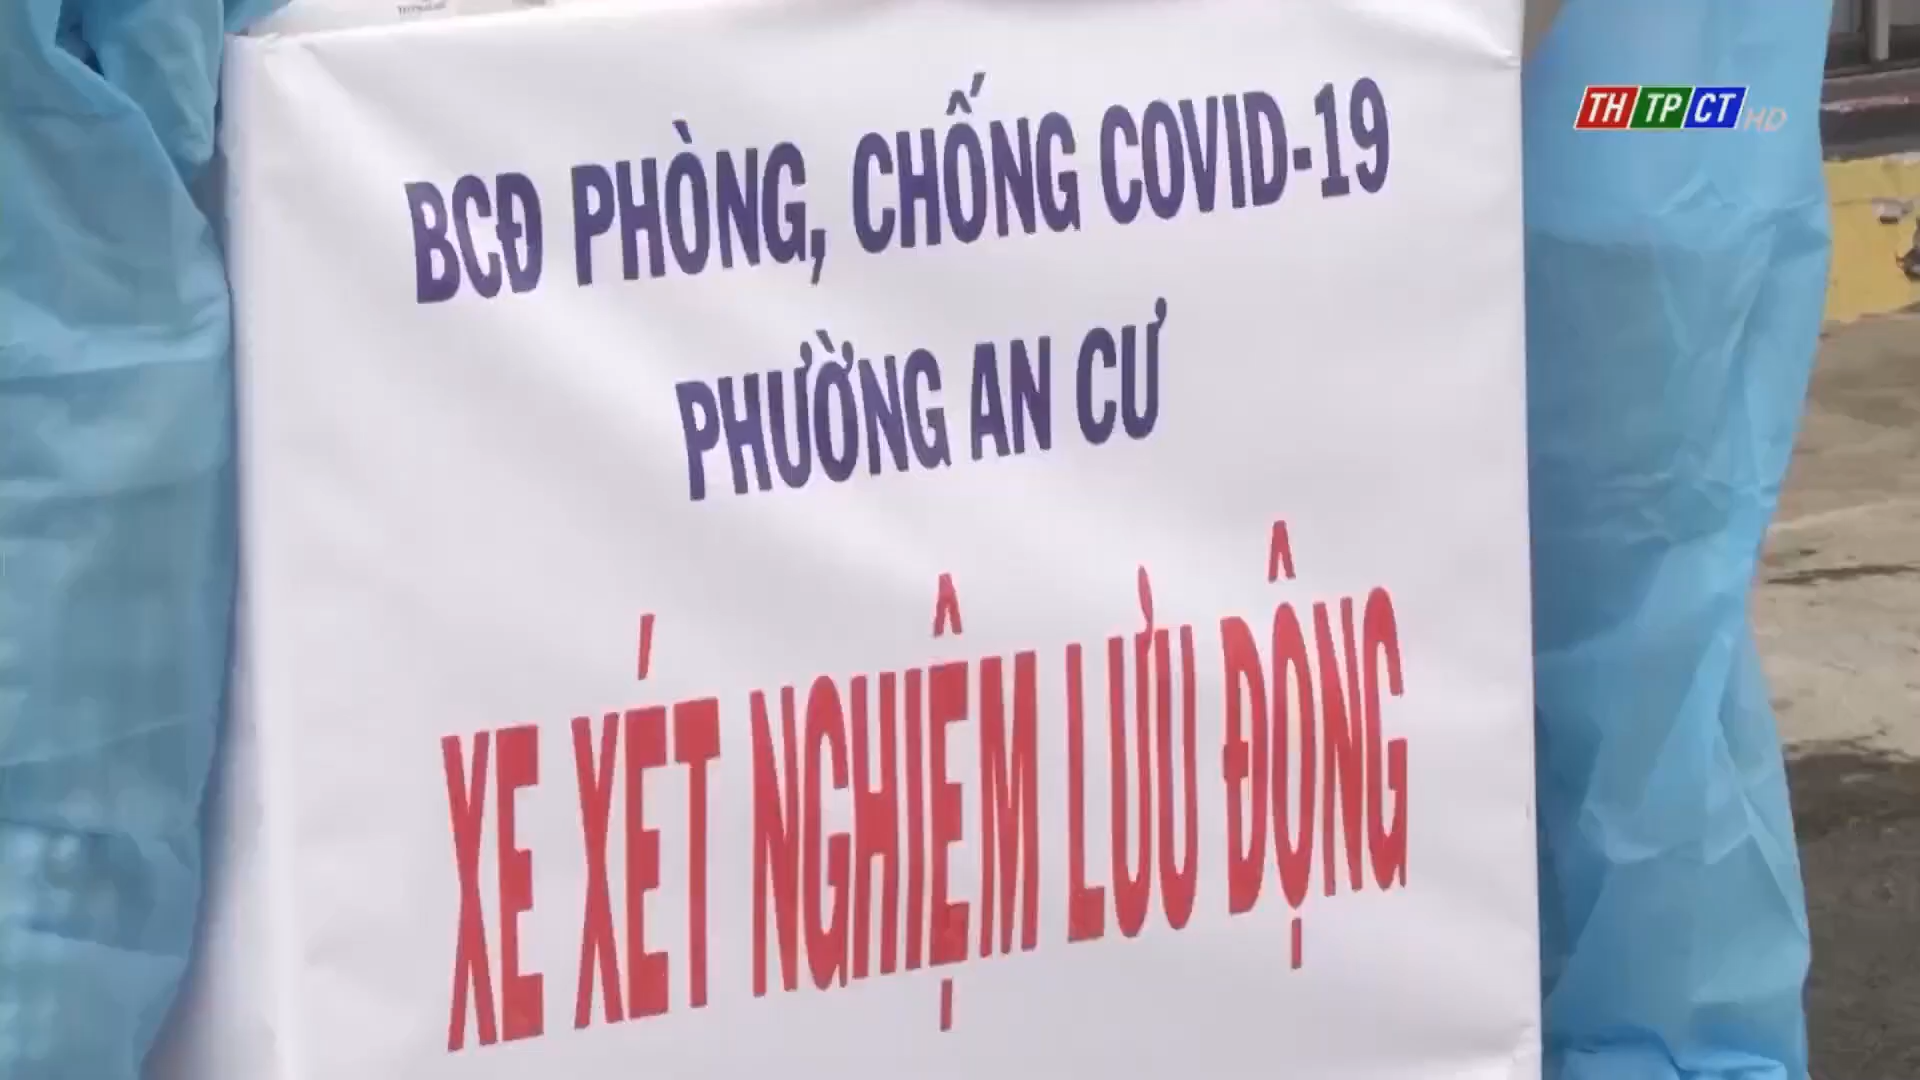 THTPCT HD
BCĐ PHÒNG, CHỐNG COVID-19
PHƯỜNG AN CƯ
XE XÉT NGHIỆM LƯU ĐỘNG